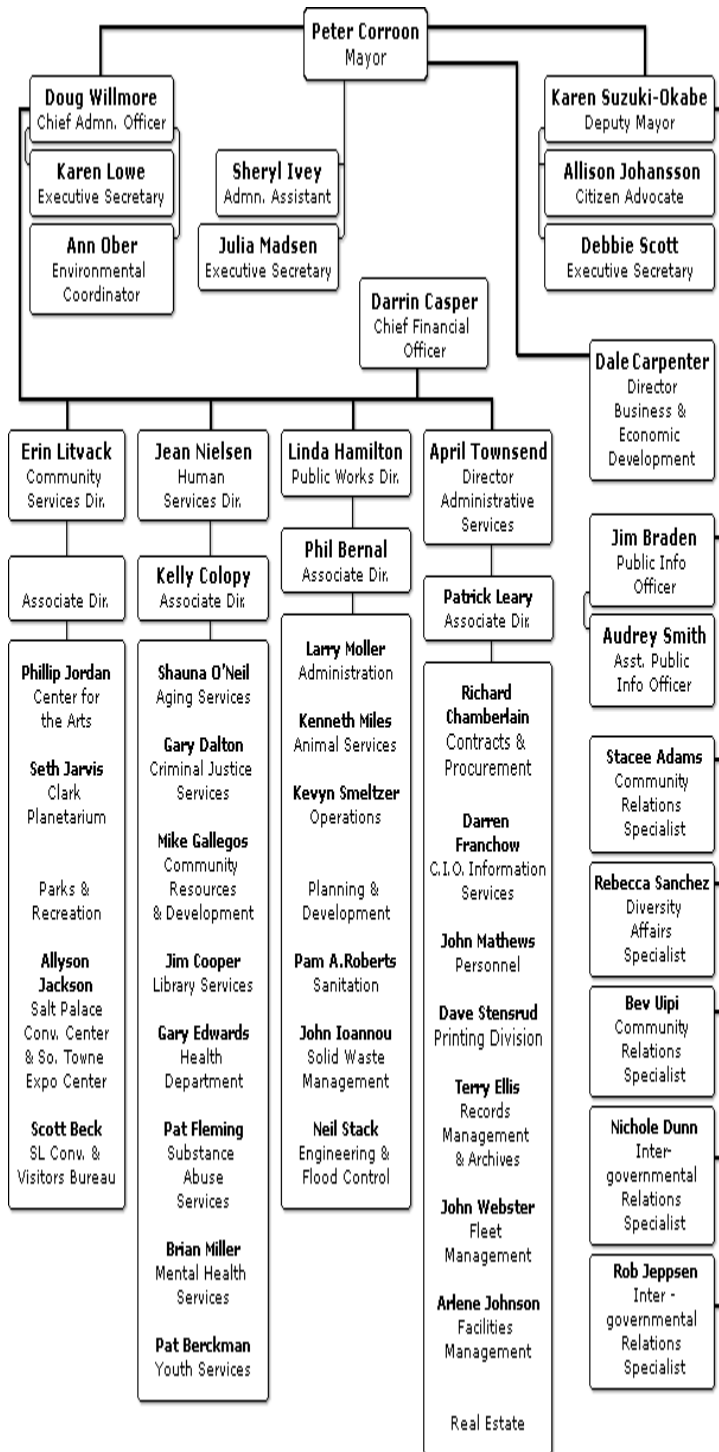 Peter Corroon
Mayor
Doug Willmore
Chief Admn. Officer
Karen Lowe
Executive Secretary
Ann Ober
Environmental
Coordinator
Sheryl Ivey
Admn. Assistant
Julia Madsen
Executive Secretary
Karen Suzuki-Okabe
Deputy Mayor
Allison Johansson
Citizen Advocate
Debbie Scott
Executive Secretary
Darrin Casper
Chief Financial
Officer
Dale Carpenter
Director
Business &
Economic
Development
Erin Litvack
Community
Services Dir.
Associate Dir.
Phillip Jordan
Center for
the Arts
Seth Jarvis
Clark
Planetarium
Parks &
Recreation
Allyson
Jackson
Salt Palace
Conv. Center
& So. Towne
Expo Center
Scott Beck
SL Conv. &
Visitors Bureau
Jean Nielsen
Human
Services Dir.
Kelly Colopy
Associate Dir.
Shauna O'Neil
Aging Services
Gary Dalton
Criminal Justice
Services
Mike Gallegos
Community
Resources
& Development
Jim Cooper
Library Services
Gary Edwards
Health
Department
Pat Fleming
Substance
Abuse
Services
Brian Miller
Mental Health
Services
Pat Berckman
Youth Services
Linda Hamilton
Public Works Dir.
Phil Bernal
Associate Dir.
Larry Moller
Administration
Kenneth Miles
Animal Services
Kevyn Smeltzer
Operations
Planning &
Development
Pam A.Roberts
Sanitation
John Ioannou
Solid Waste
Management
Neil Stack
Engineering &
Flood Control
April Townsend
Director
Administrative
Services
Patrick Leary
Associate Dir.
Richard
Chamberlain
Contracts &
Procurement
Darren
Franchow
C.I.O. Information
Services
John Mathews
Personnel
Dave Stensrud
Printing Division
Terry Ellis
Records
Management
& Archives
John Webster
Fleet
Management
Arlene Johnson
Facilities
Management
Real Estate
Jim Braden
Public Info
Officer
Audrey Smith
Asst. Public
Info Officer
Stacee Adams
Community
Relations
Specialist
Rebecca Sanchez
Diversity
Affairs
Specialist
Bev Uipi
Community
Relations
Specialist
Nichole Dunn
Inter-
governmental
Relations
Specialist
Rob Jeppsen
Inter -
governmental
Relations
Specialist